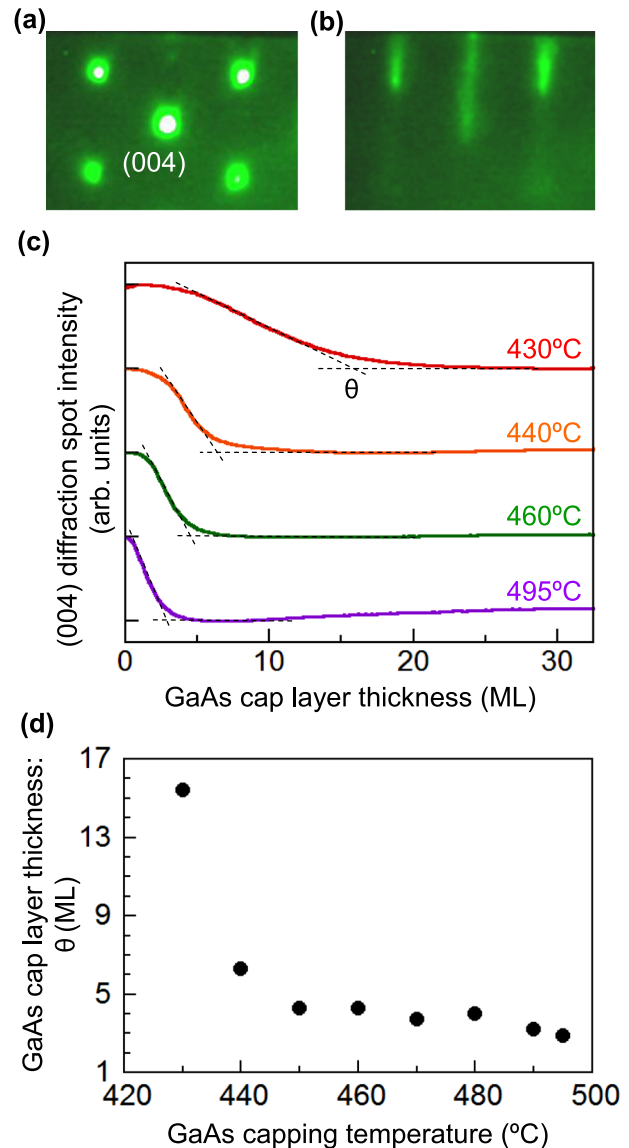 (a)
(b)
(004)
(c)
(004) diffraction spot intensity
(arb. units)
430ºC
θ
440ºC
460ºC
495ºC
0
10
20
30
GaAs cap layer thickness (ML)
(d)
GaAs cap layer thickness:
θ (ML)
17
13
9
5
1
420
440
460
480
500
GaAs capping temperature (ºC)